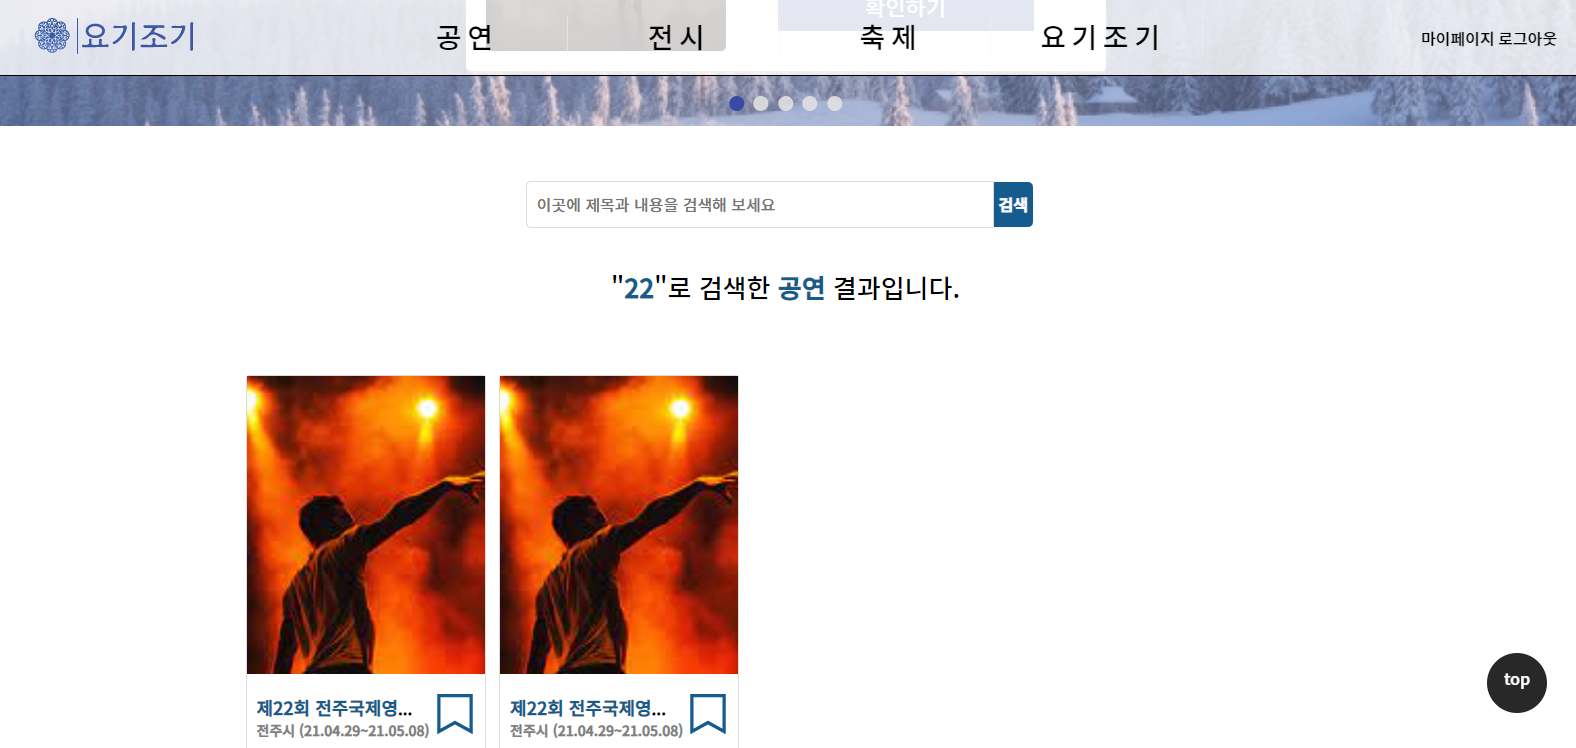 확인하기
요기조기
공연
전시
축제
요기조기
마이페이지 로그아웃
이곳에 제목과 내용을 검색해 보세요
검색
"22"로 검색한 공연 결과입니다.
제22회 전주국제영...
전주시 (21.04.29~21.05.08)
제22회 전주국제영...
전주시 (21.04.29~21.05.08)
top